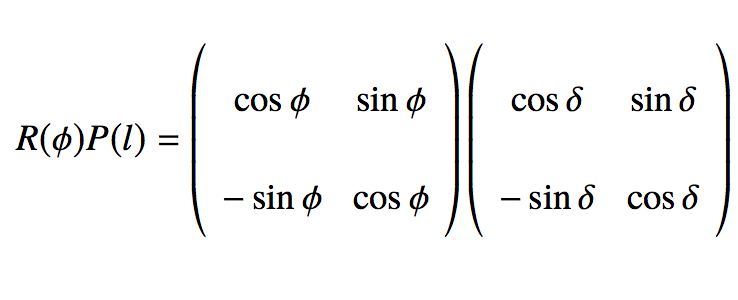 R(ϕ)P(l) = ( cos ϕ sin ϕ ) ( cos δ sin δ )
( − sin ϕ cos ϕ ) ( − sin δ cos δ )